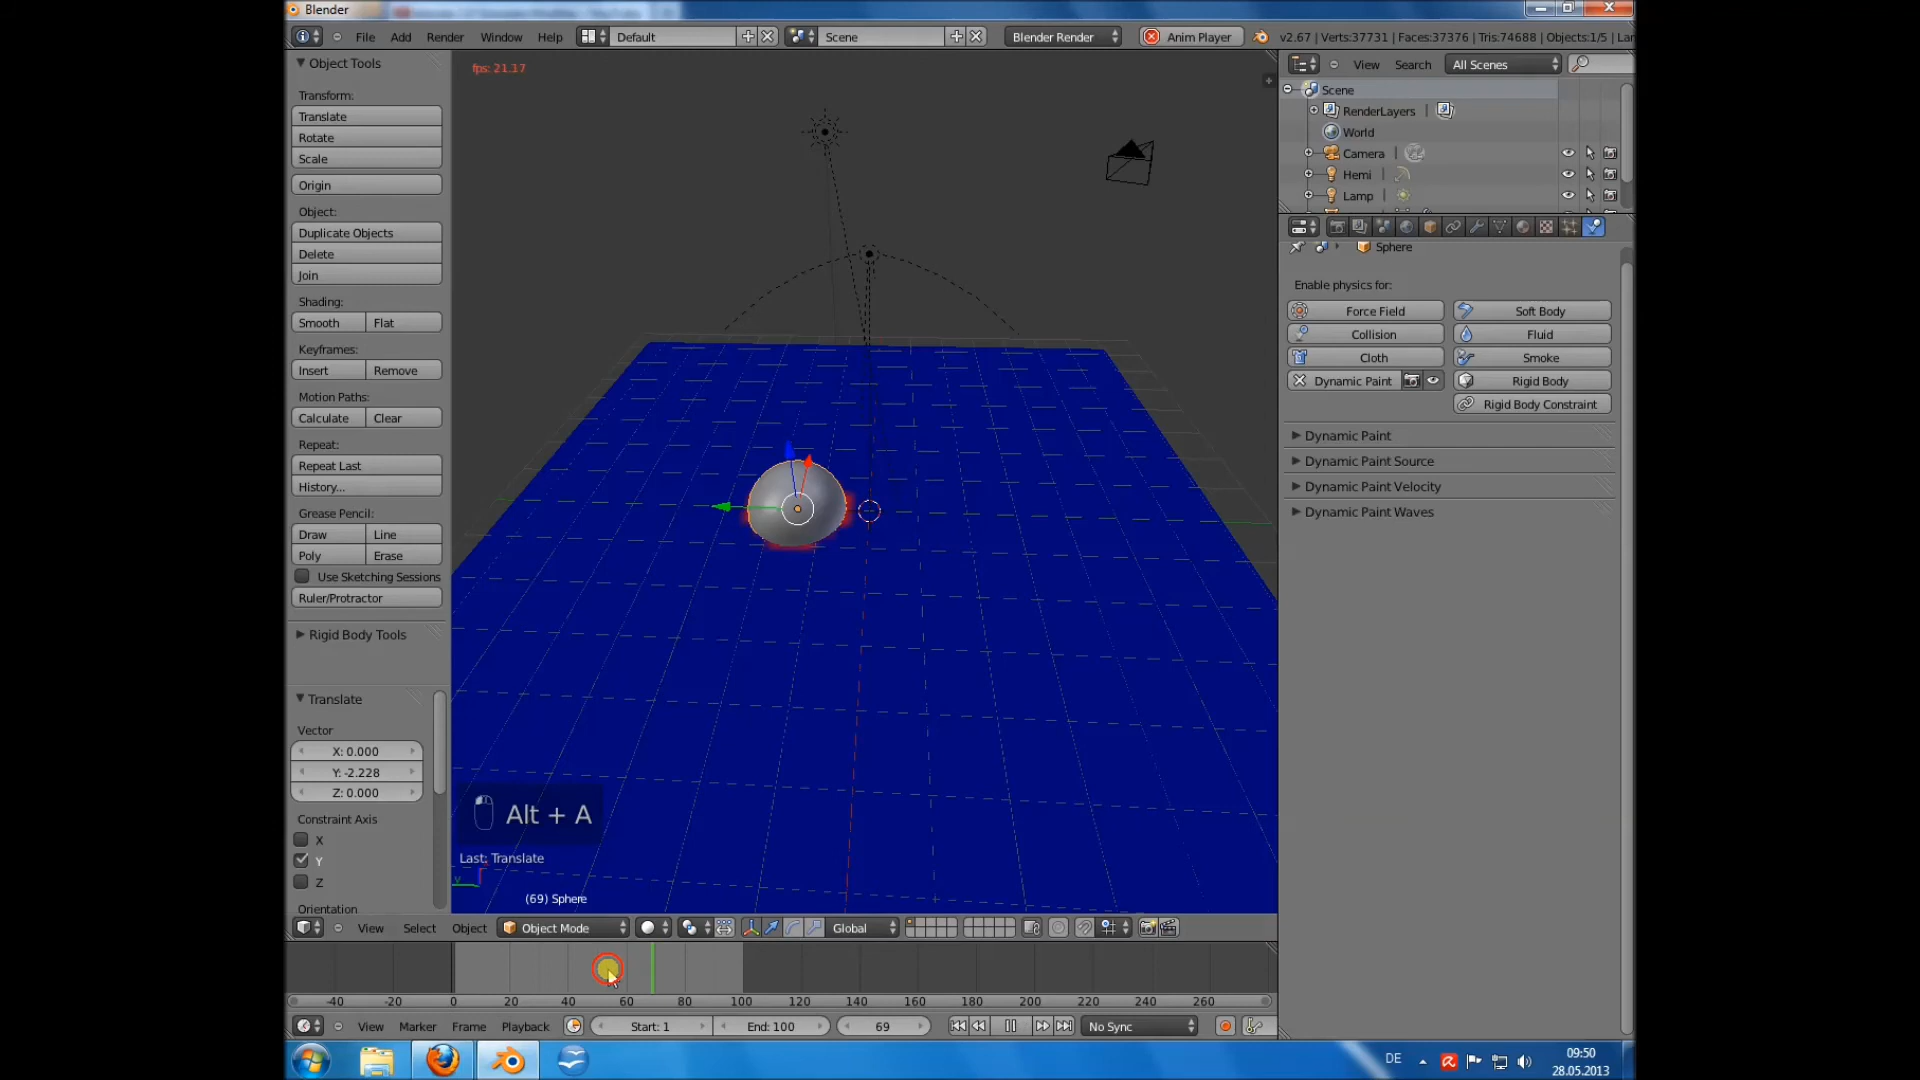 Blender
File Add Render Window Help Default Scene Blender Render Anim Player v2.67 | Verts:37731 | Faces:37376 | Tris:74688 | Objects:1/5 | Lar
Object Tools
Transform:
Translate
Rotate
Scale
Origin
Object:
Duplicate Objects
Delete
Join
Shading:
Smooth Flat
Keyframes:
Insert Remove
Motion Paths:
Calculate Clear
Repeat:
Repeat Last
History...
Grease Pencil:
Draw Line
Poly Erase
Use Sketching Sessions
Ruler/Protractor
Rigid Body Tools
Translate
Vector
X: 0.000
Y: -2.228
Z: 0.000
Constraint Axis
X
Y
Z
Orientation
fps: 21.17
Alt + A
Last: Translate
y
(69) Sphere
View Select Object Object Mode Global
-40 -20 0 20 40 60 80 100 120 140 160 180 200 220 240 260
View Marker Frame Playback Start: 1 End: 100 69 No Sync
View Search All Scenes
Scene
RenderLayers |
World
Camera |
Hemi |
Lamp |
Sphere
Enable physics for:
Force Field Soft Body
Collision Fluid
Cloth Smoke
Dynamic Paint Rigid Body
Rigid Body Constraint
Dynamic Paint
Dynamic Paint Source
Dynamic Paint Velocity
Dynamic Paint Waves
DE
09:50
28.05.2013